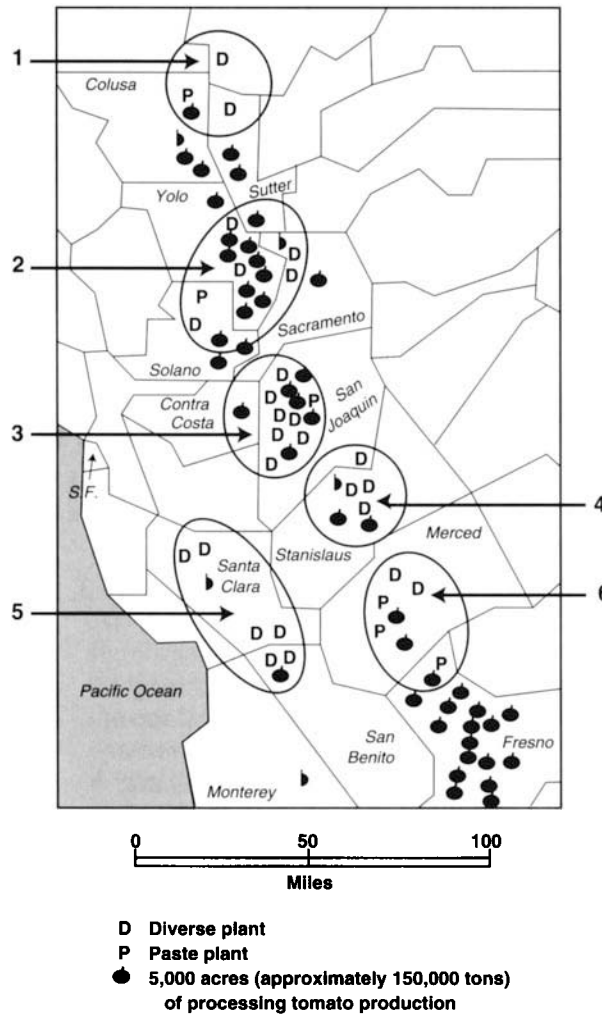 1
D
Colusa
P
D
Yolo
Sutter
D
D
2
D
D
P
D
Sacramento
Solano
D
D
San
Joaquin
P
Contra
Costa
D
D
3
D
D
D
D
D
D
S.F.
D
4
Merced
D
D
Stanislaus
Santa
Clara
D
D
6
P
5
P
D
D
D
D
P
Pacific Ocean
San
Benito
Fresno
Monterey
0
50
100
Miles
D Diverse plant
P Paste plant
5,000 acres (approximately 150,000 tons)
of processing tomato production